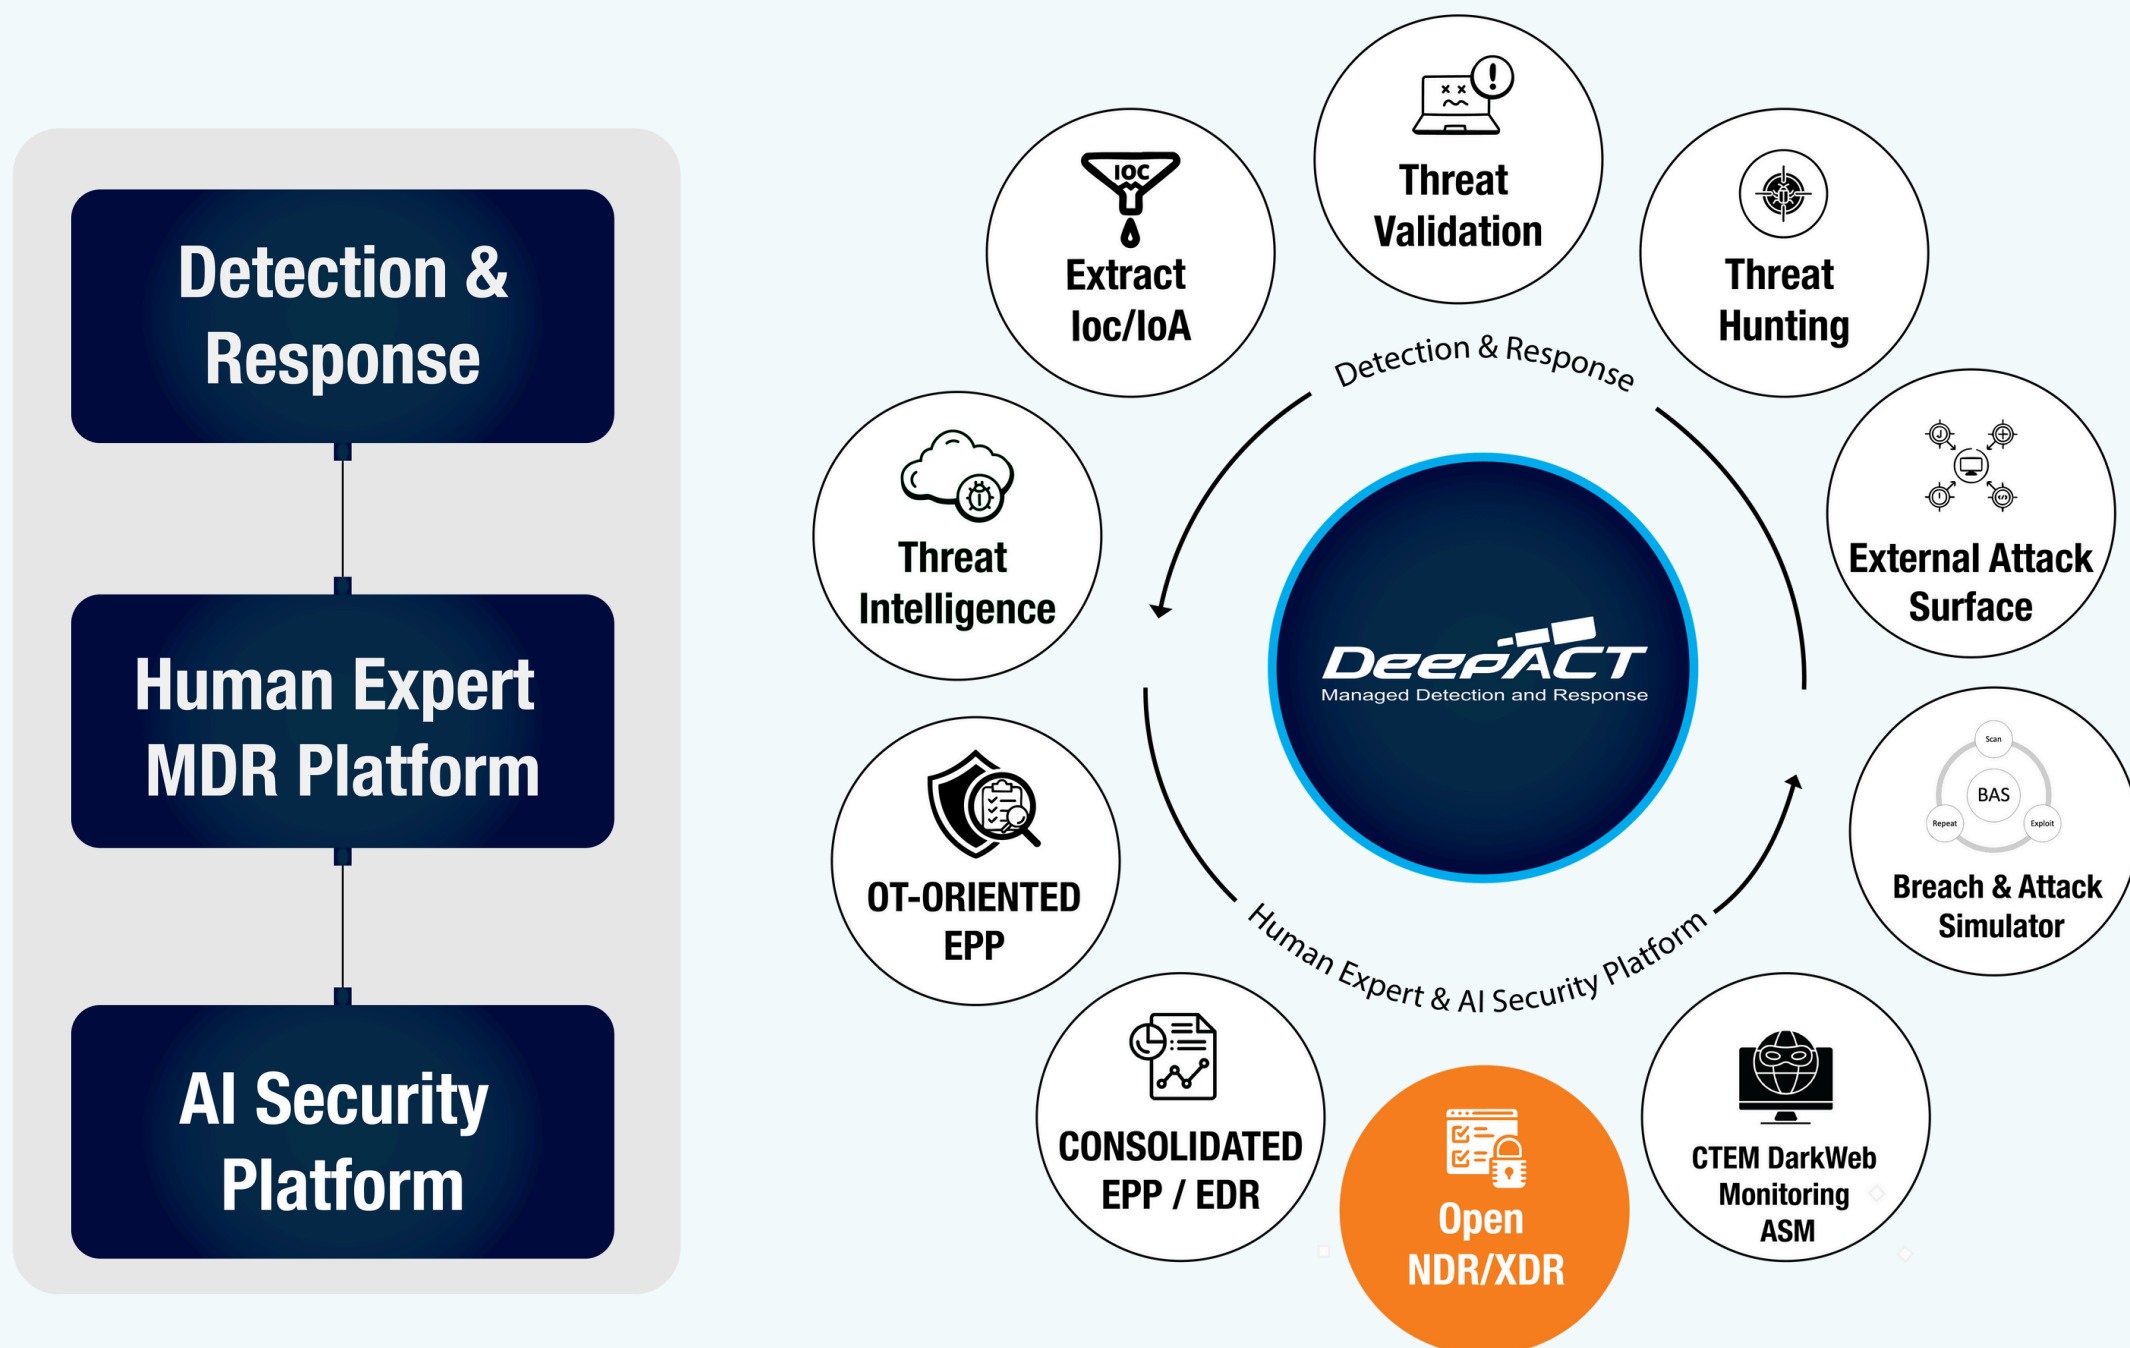 Detection &
Response
Human Expert
MDR Platform
AI Security
Platform
Threat
Validation
IOC
Extract
Ioc/IoA
Threat
Hunting
Threat
Intelligence
External Attack
Surface
Detection & Response
DeepACT
Managed Detection and Response
Human Expert & AI Security Platform
OT-ORIENTED
EPP
Scan
BAS
Repeat
Exploit
Breach & Attack
Simulator
CONSOLIDATED
EPP / EDR
Open
NDR/XDR
CTEM DarkWeb
Monitoring
ASM